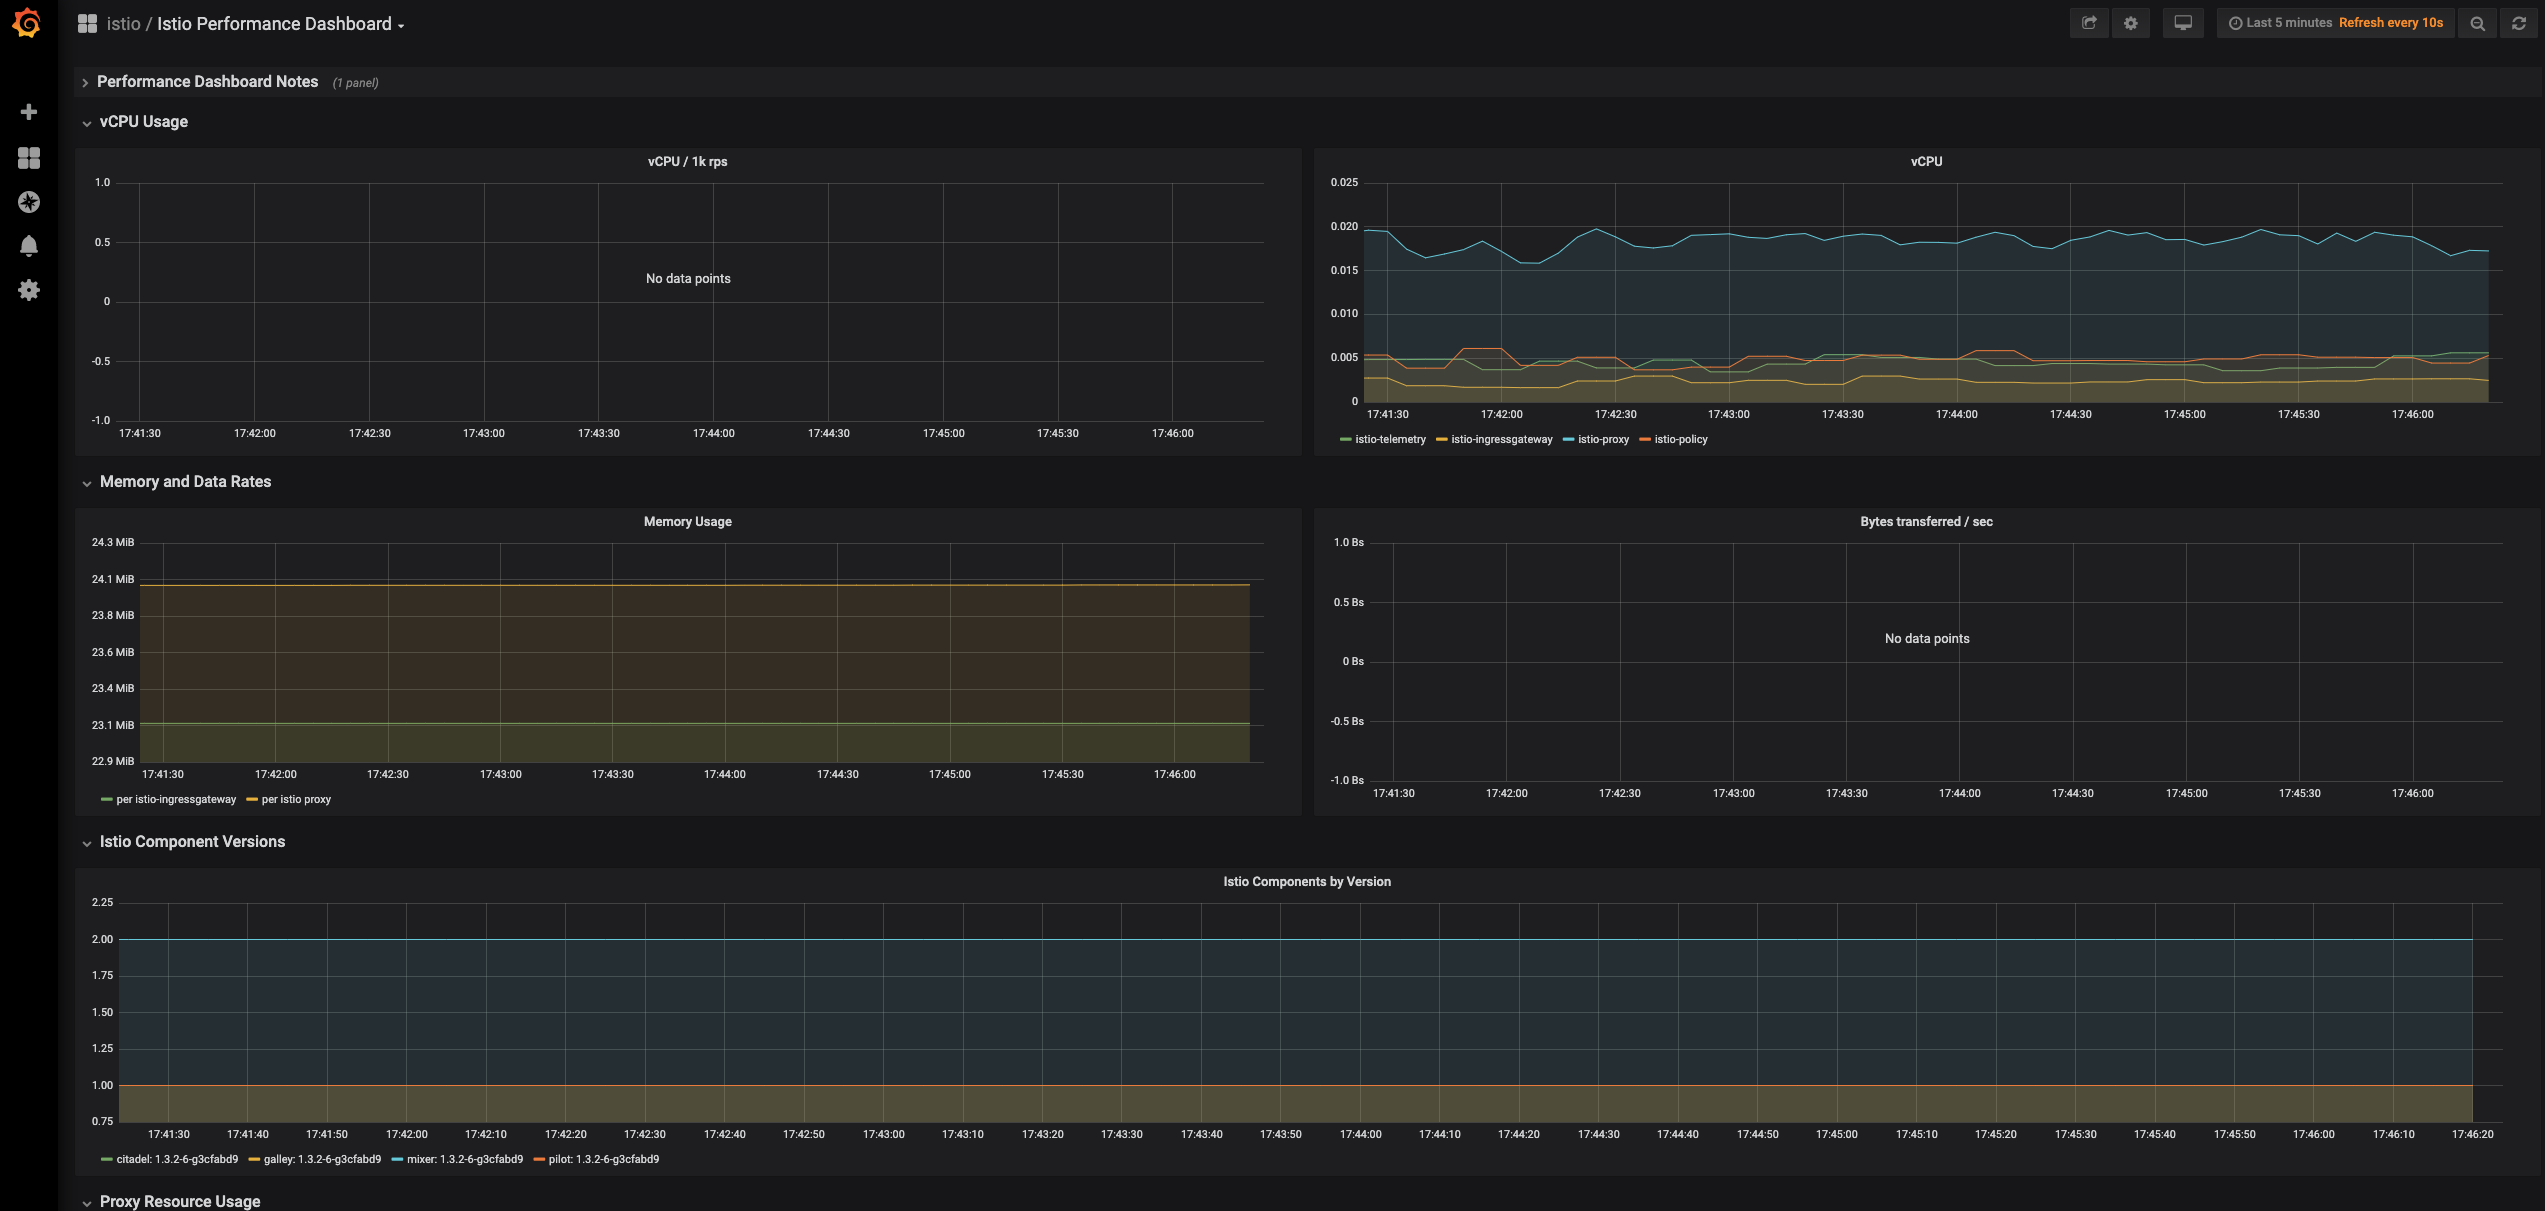 istio / Istio Performance Dashboard
Last 5 minutes Refresh every 10s
Performance Dashboard Notes (1 panel)
vCPU Usage
vCPU / 1k rps
1.0
0.5
0
-0.5
-1.0
No data points
17:41:30 17:42:00 17:42:30 17:43:00 17:43:30 17:44:00 17:44:30 17:45:00 17:45:30 17:46:00
vCPU
0.025
0.020
0.015
0.010
0.005
0
17:41:30 17:42:00 17:42:30 17:43:00 17:43:30 17:44:00 17:44:30 17:45:00 17:45:30 17:46:00
istio-telemetry istio-ingressgateway istio-proxy istio-policy
Memory and Data Rates
Memory Usage
24.3 MiB
24.1 MiB
23.8 MiB
23.6 MiB
23.4 MiB
23.1 MiB
22.9 MiB
17:41:30 17:42:00 17:42:30 17:43:00 17:43:30 17:44:00 17:44:30 17:45:00 17:45:30 17:46:00
per istio-ingressgateway per istio proxy
Bytes transferred / sec
1.0 Bs
0.5 Bs
0 Bs
-0.5 Bs
-1.0 Bs
No data points
17:41:30 17:42:00 17:42:30 17:43:00 17:43:30 17:44:00 17:44:30 17:45:00 17:45:30 17:46:00
Istio Component Versions
Istio Components by Version
2.25
2.00
1.75
1.50
1.25
1.00
0.75
17:41:30 17:41:40 17:41:50 17:42:00 17:42:10 17:42:20 17:42:30 17:42:40 17:42:50 17:43:00 17:43:10 17:43:20 17:43:30 17:43:40 17:43:50 17:44:00 17:44:10 17:44:20 17:44:30 17:44:40 17:44:50 17:45:00 17:45:10 17:45:20 17:45:30 17:45:40 17:45:50 17:46:00 17:46:10 17:46:20
citadel: 1.3.2-6-g3cfabd9 galley: 1.3.2-6-g3cfabd9 mixer: 1.3.2-6-g3cfabd9 pilot: 1.3.2-6-g3cfabd9
Proxy Resource Usage